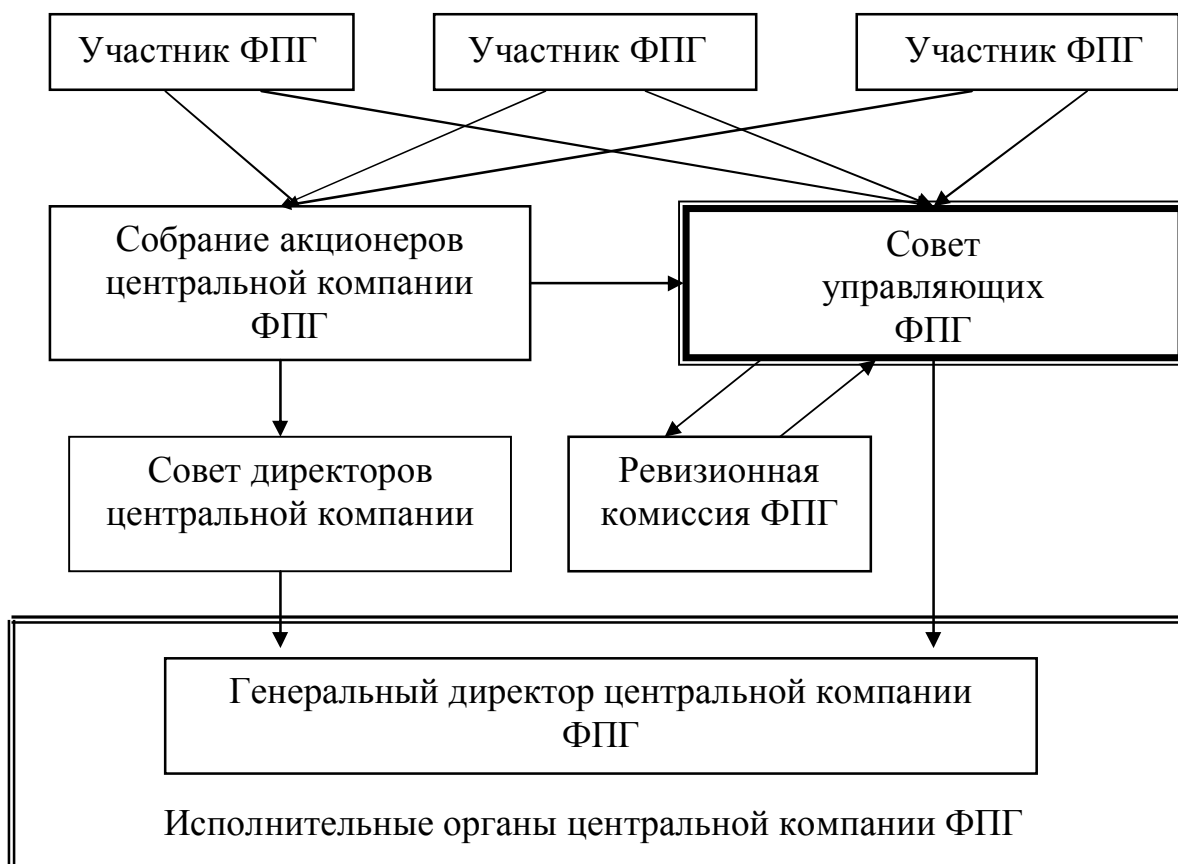 Участник ФПГ
Участник ФПГ
Участник ФПГ
Собрание акционеров
центральной компании
ФПГ
Совет
управляющих
ФПГ
Совет директоров
центральной компании
Ревизионная
комиссия ФПГ
Генеральный директор центральной компании
ФПГ
Исполнительные органы центральной компании ФПГ